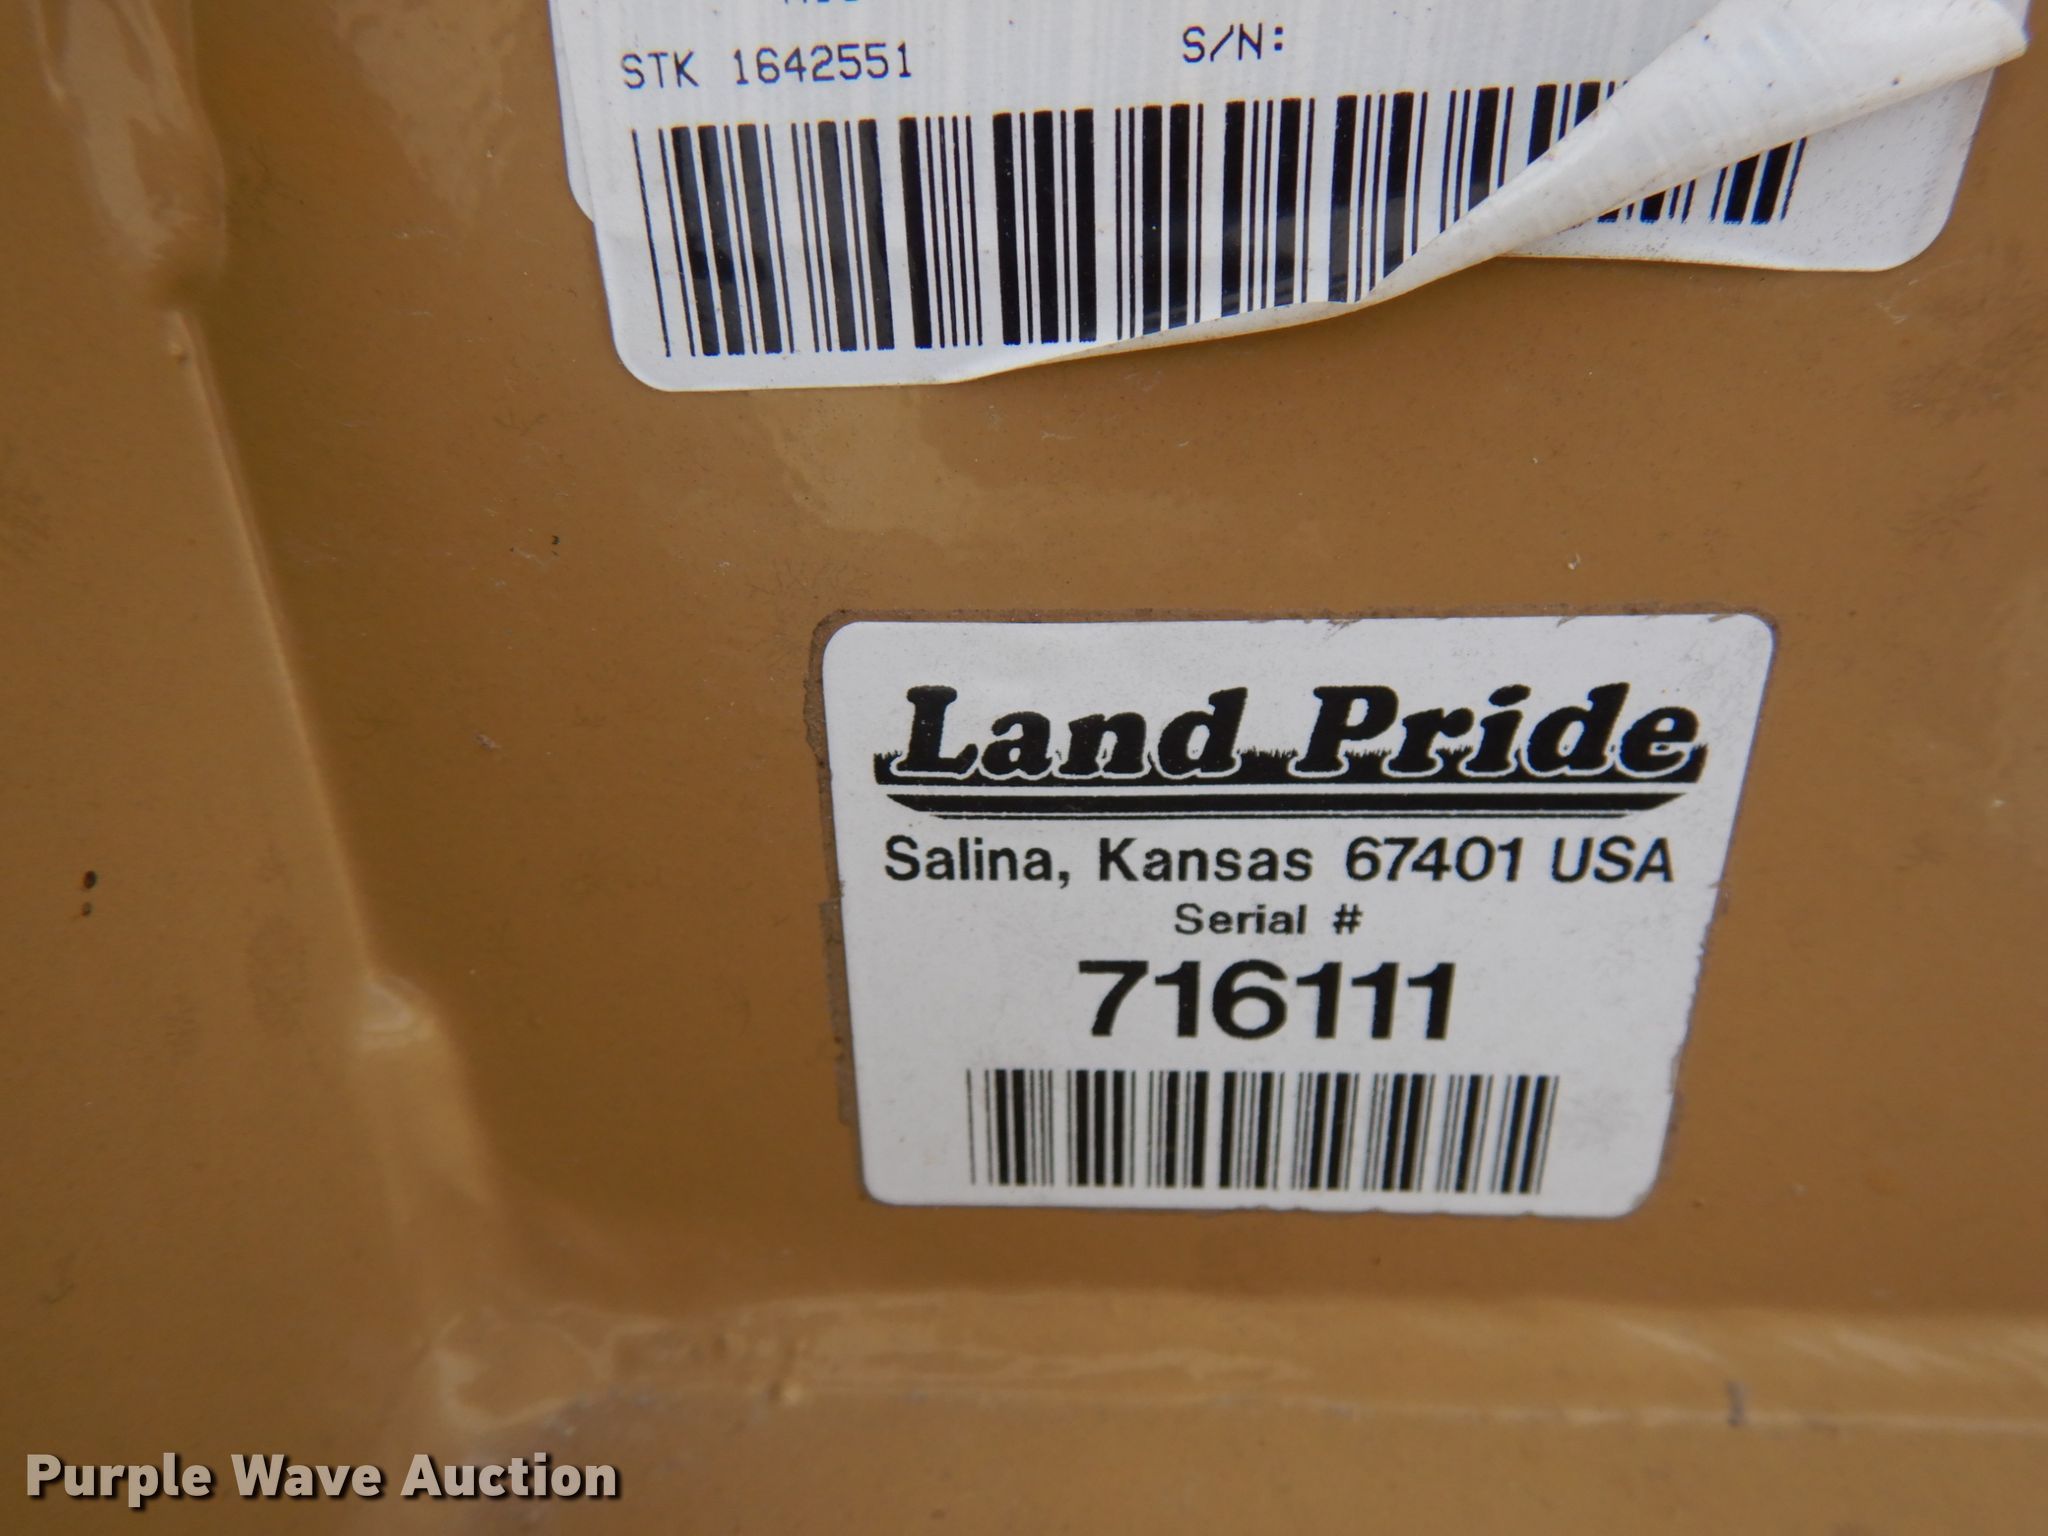 STK 1642551 S/N:
Land Pride
Salina, Kansas 67401 USA
Serial #
716111
Purple Wave Auction